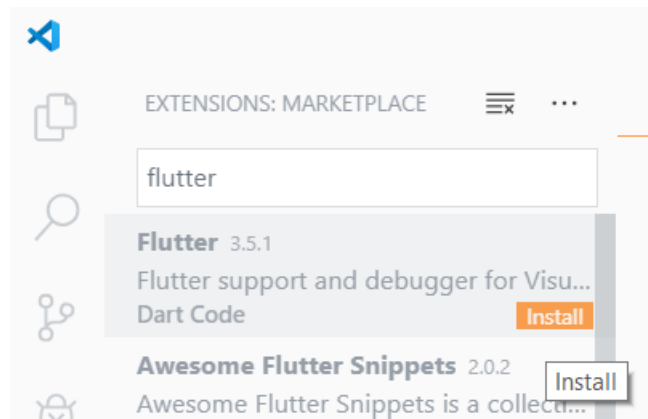 EXTENSIONS: MARKETPLACE
flutter
Flutter 3.5.1
Flutter support and debugger for Visu...
Dart Code Install
Awesome Flutter Snippets 2.0.2
Install
Awesome Flutter Snippets is a collecti...